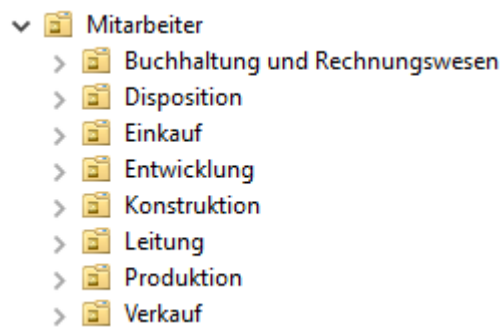 Mitarbeiter
Buchhaltung und Rechnungswesen
Disposition
Einkauf
Entwicklung
Konstruktion
Leitung
Produktion
Verkauf